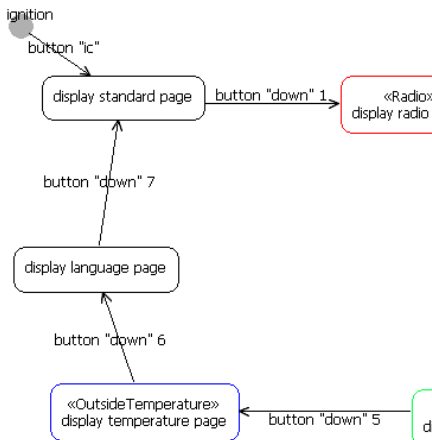 ignition
button "ic"
display standard page
button "down" 1
«Radio»
display radio
button "down" 7
display language page
button "down" 6
«OutsideTemperature»
display temperature page
button "down" 5